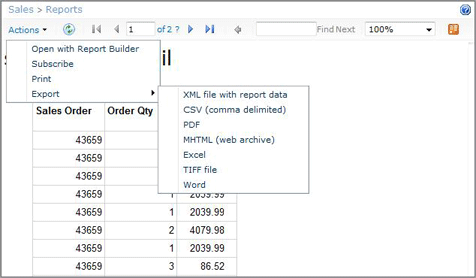 Sales > Reports
Actions 1 of 2 ? Find Next 100%
il
Open with Report Builder
Subscribe
Print
Export
XML file with report data
CSV (comma delimited)
PDF
MHTML (web archive)
Excel
TIFF file
Word
Sales Order Order Qty
43659
43659
43659
43659 1 2039.99
43659 1 2039.99
43659 2 4079.98
43659 1 2039.99
43659 3 86.52